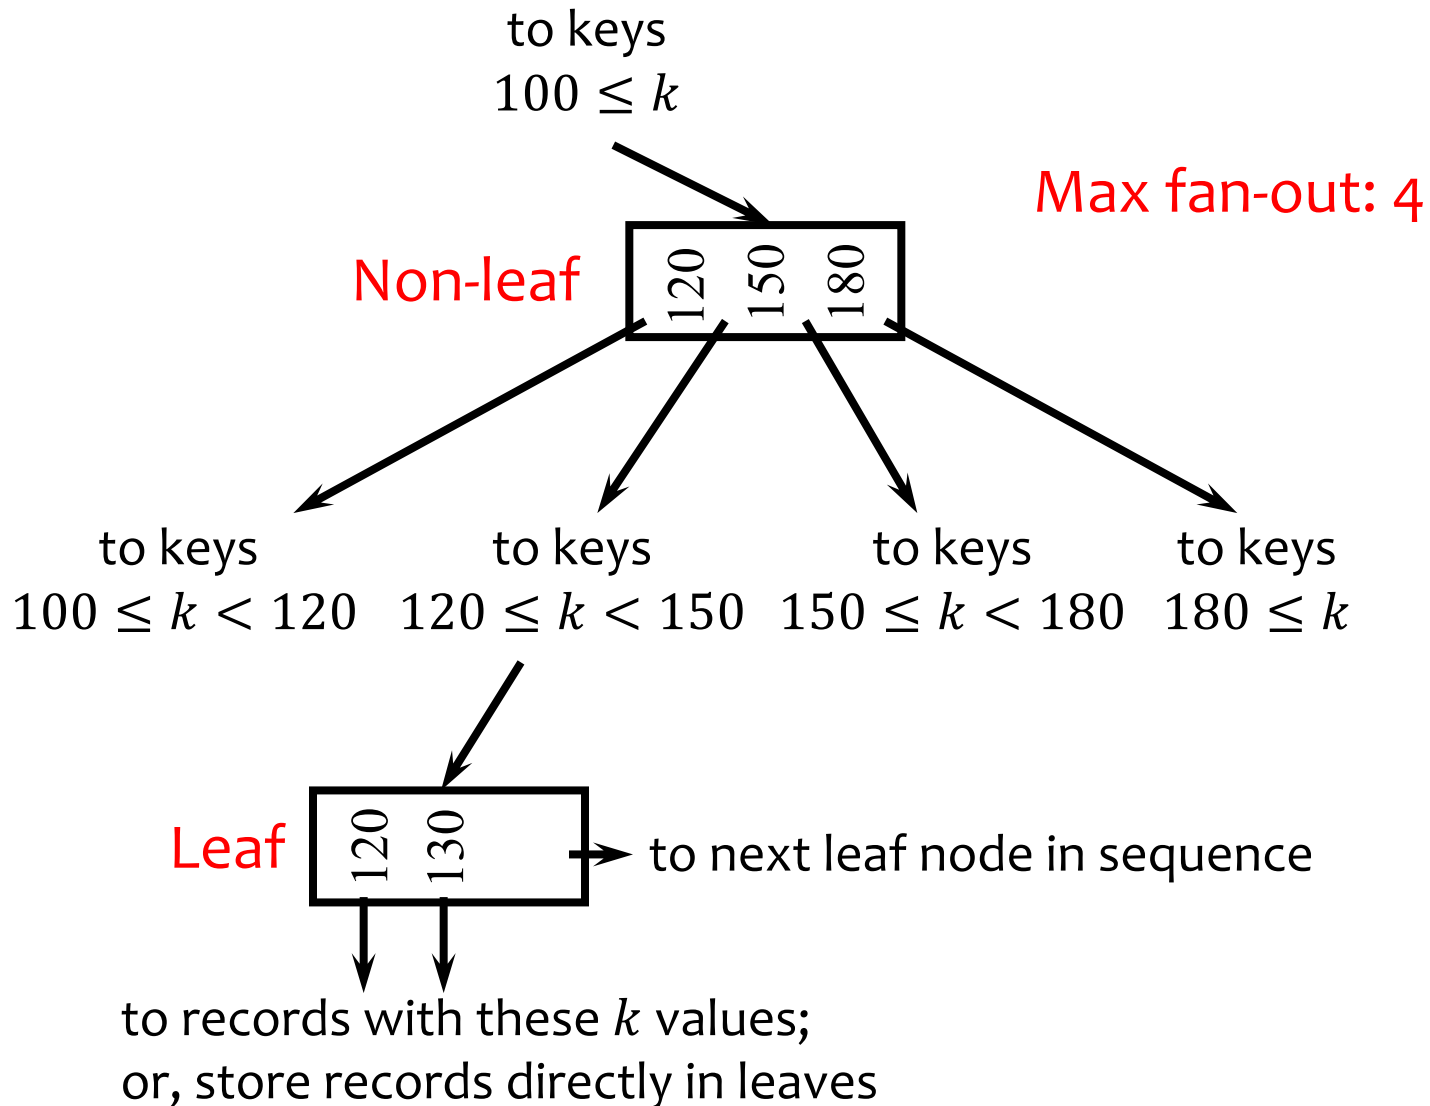 to keys
100 ≤ k
Max fan-out: 4
Non-leaf
120
150
180
to keys
100 ≤ k < 120
to keys
120 ≤ k < 150
to keys
150 ≤ k < 180
to keys
180 ≤ k
Leaf
120
130
to next leaf node in sequence
to records with these k values;
or, store records directly in leaves